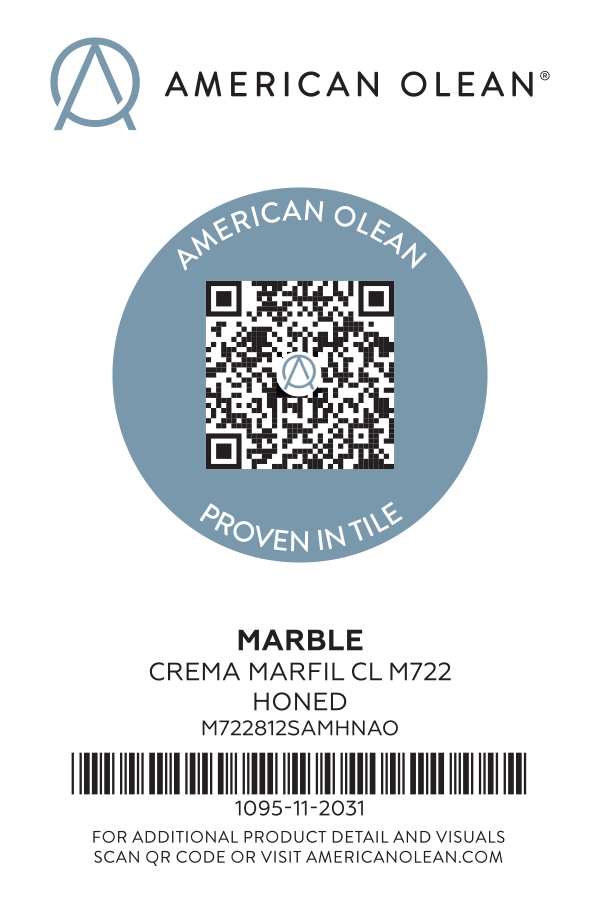 AMERICAN OLEAN®
AMERICAN OLEAN
PROVEN IN TILE
MARBLE
CREMA MARFIL CL M722
HONED
M722812SAMHNAO
1095-11-2031
FOR ADDITIONAL PRODUCT DETAIL AND VISUALS
SCAN QR CODE OR VISIT AMERICANOLEAN.COM